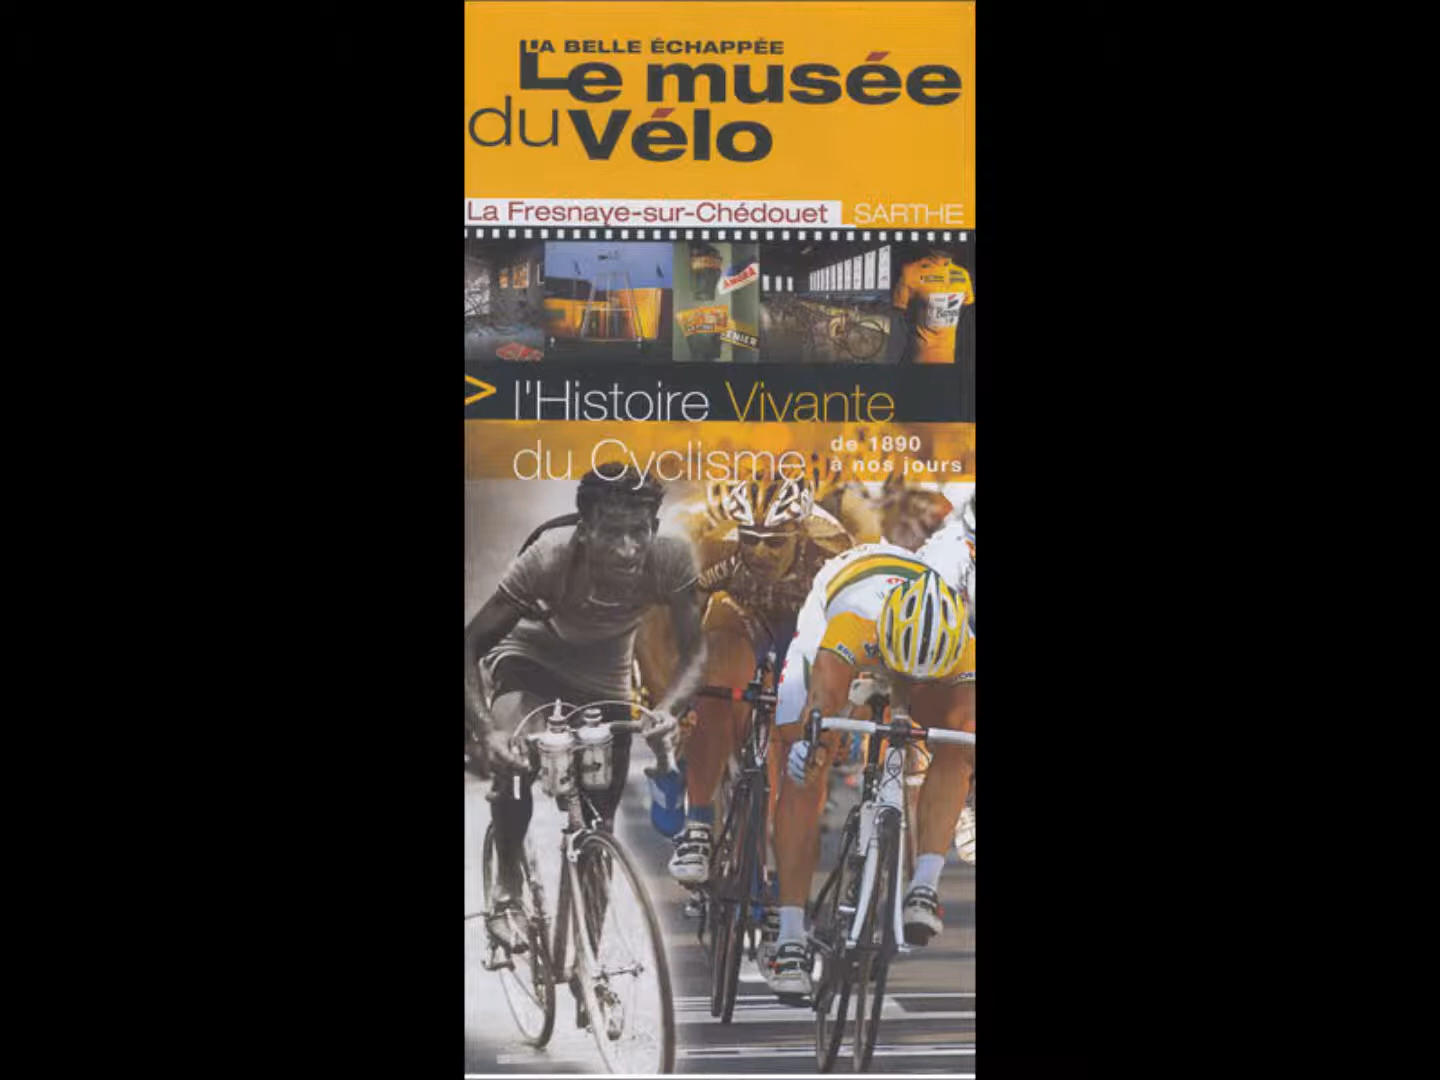 LA BELLE ÉCHAPPÉE
Le musée
du Vélo
La Fresnaye-sur-Chédouet SARTHE
> l'Histoire Vivante
du Cyclisme
de 1890
à nos jours